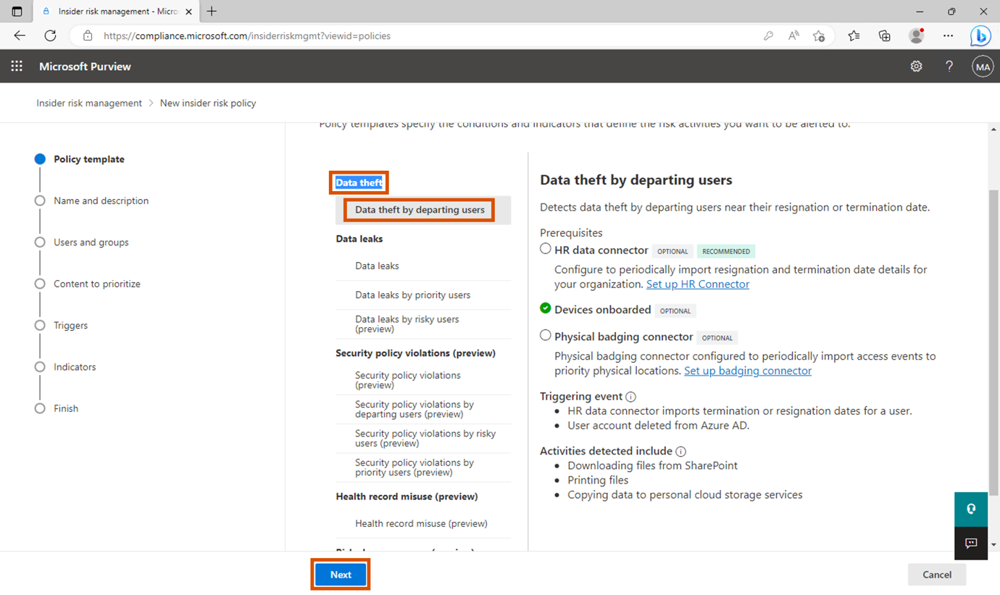 Insider risk management - Micro
https://compliance.microsoft.com/insiderriskmgmt?viewid=policies
Microsoft Purview
MA
Insider risk management > New insider risk policy
Policy template
Name and description
Users and groups
Content to prioritize
Triggers
Indicators
Finish
Policy templates specify the conditions and indicators that define the risk activities you want to be alerted to.
Data theft
Data theft by departing users
Data leaks
Data leaks
Data leaks by priority users
Data leaks by risky users
(preview)
Security policy violations (preview)
Security policy violations
(preview)
Security policy violations by
departing users (preview)
Security policy violations by risky
users (preview)
Security policy violations by
priority users (preview)
Health record misuse (preview)
Health record misuse (preview)
Data theft by departing users
Detects data theft by departing users near their resignation or termination date.
Prerequisites
HR data connector OPTIONAL RECOMMENDED
Configure to periodically import resignation and termination date details for
your organization. Set up HR Connector
Devices onboarded OPTIONAL
Physical badging connector OPTIONAL
Physical badging connector configured to periodically import access events to
priority physical locations. Set up badging connector
Triggering event
• HR data connector imports termination or resignation dates for a user.
• User account deleted from Azure AD.
Activities detected include
• Downloading files from SharePoint
• Printing files
• Copying data to personal cloud storage services
Next
Cancel